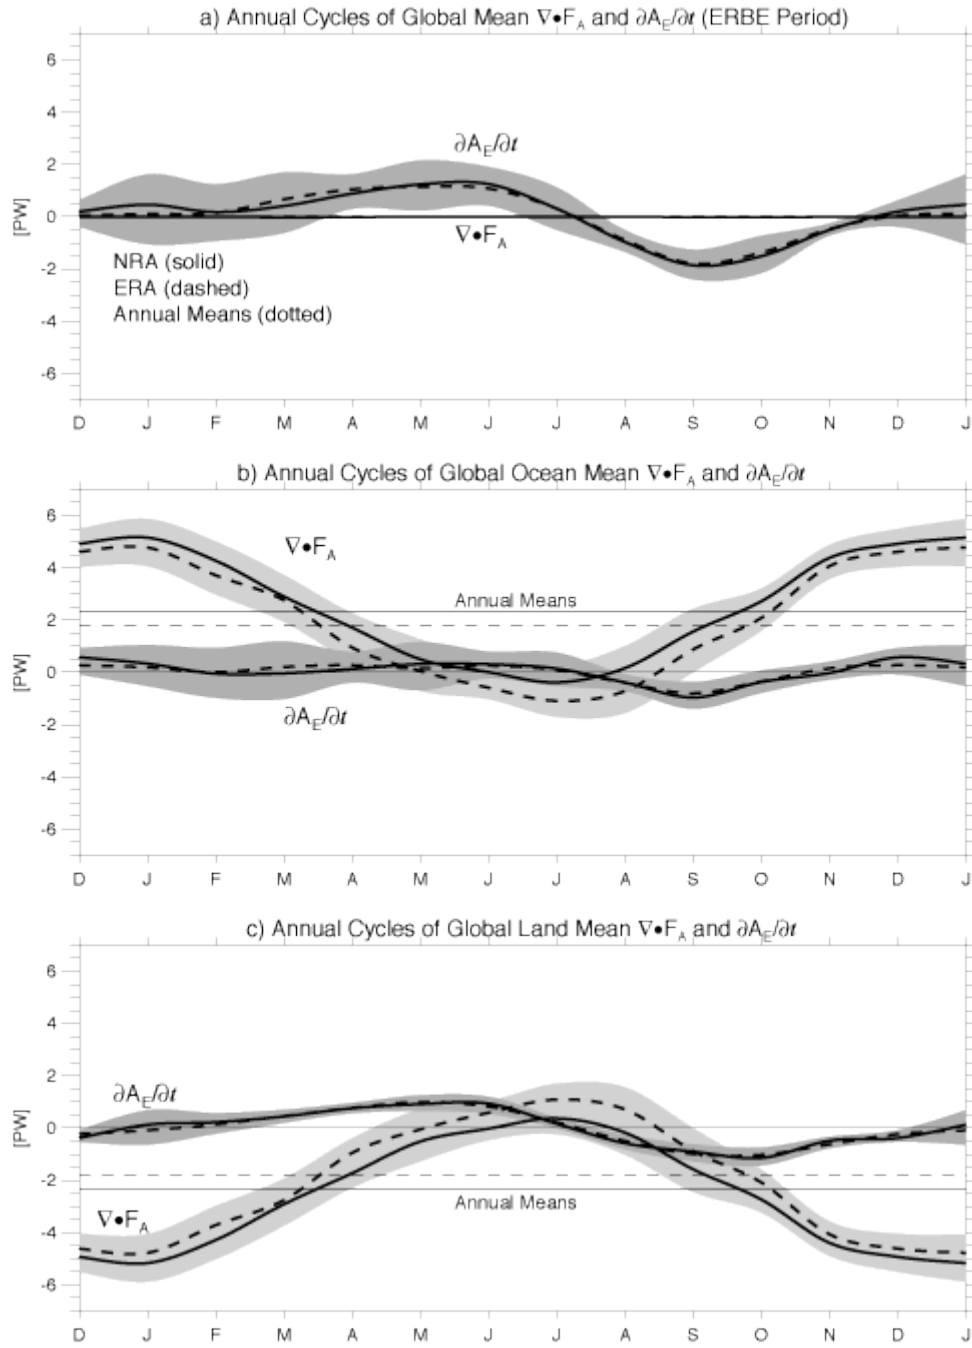 a) Annual Cycles of Global Mean ∇•F_A and ∂A_E/∂t (ERBE Period)
6
4
2
0
-2
-4
-6
[PW]
∂A_E/∂t
∇•F_A
NRA (solid)
ERA (dashed)
Annual Means (dotted)
D J F M A M J J A S O N D J
b) Annual Cycles of Global Ocean Mean ∇•F_A and ∂A_E/∂t
6
4
2
0
-2
-4
-6
[PW]
∇•F_A
Annual Means
∂A_E/∂t
D J F M A M J J A S O N D J
c) Annual Cycles of Global Land Mean ∇•F_A and ∂A_E/∂t
6
4
2
0
-2
-4
-6
[PW]
∂A_E/∂t
Annual Means
∇•F_A
D J F M A M J J A S O N D J